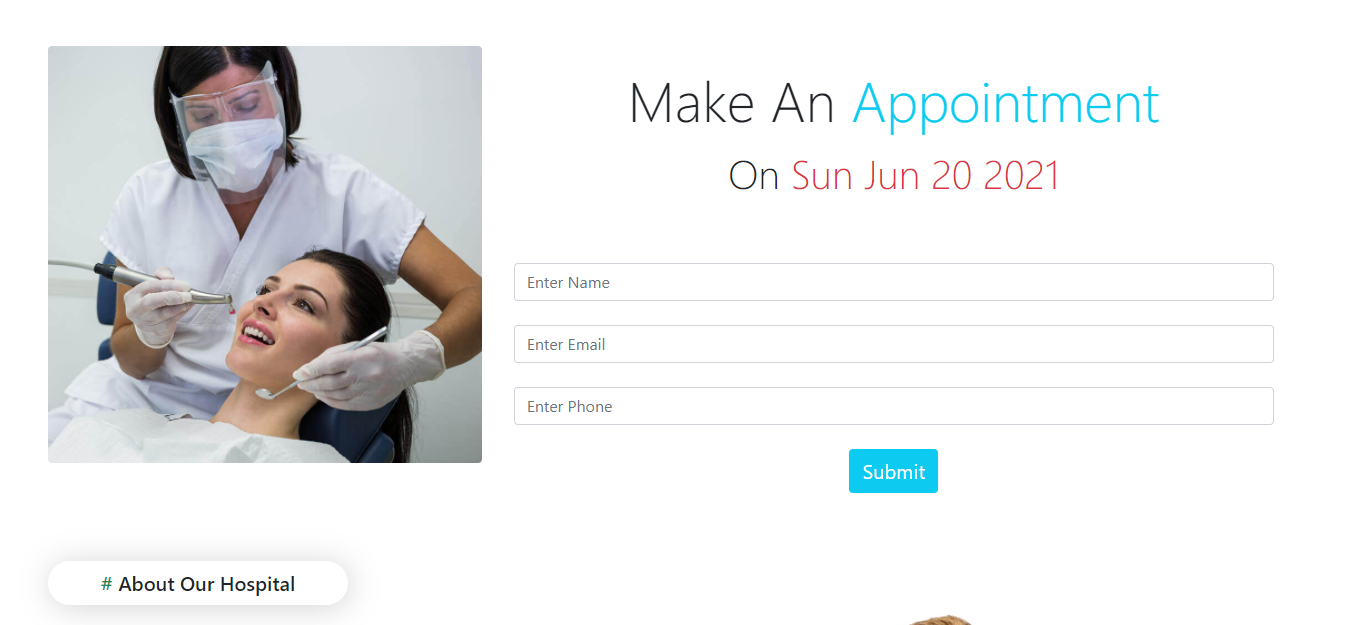 Make An Appointment
On Sun Jun 20 2021
Enter Name
Enter Email
Enter Phone
Submit
# About Our Hospital